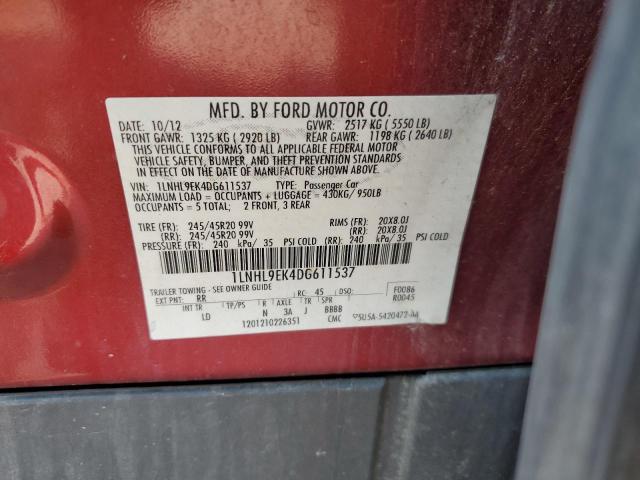 MFD. BY FORD MOTOR CO.
DATE: 10/12 GVWR: 2517 KG ( 5550 LB)
FRONT GAWR: 1325 KG ( 2920 LB) REAR GAWR: 1198 KG ( 2640 LB)
THIS VEHICLE CONFORMS TO ALL APPLICABLE FEDERAL MOTOR
VEHICLE SAFETY, BUMPER, AND THEFT PREVENTION STANDARDS
IN EFFECT ON THE DATE OF MANUFACTURE SHOWN ABOVE.
VIN: 1LNHL9EK4DG611537 TYPE: Passenger Car
MAXIMUM LOAD = OCCUPANTS + LUGGAGE = 430KG/ 950LB
OCCUPANTS = 5 TOTAL: 2 FRONT, 3 REAR
TIRE (FR): 245/45R20 99V RIMS (FR): 20X8.0J
(RR): 245/45R20 99V (RR): 20X8.0J
PRESSURE (FR): 240 kPa/ 35 PSI COLD (RR): 240 kPa/ 35 PSI COLD
1LNHL9EK4DG611537
TRAILER TOWING - SEE OWNER GUIDE
EXT PNT: RR RC: 45 DSO: F0086
R0045
INT TR TP/PS R AXLE TR SPR
LD N 3A J BBBB
1201210226351 CMC